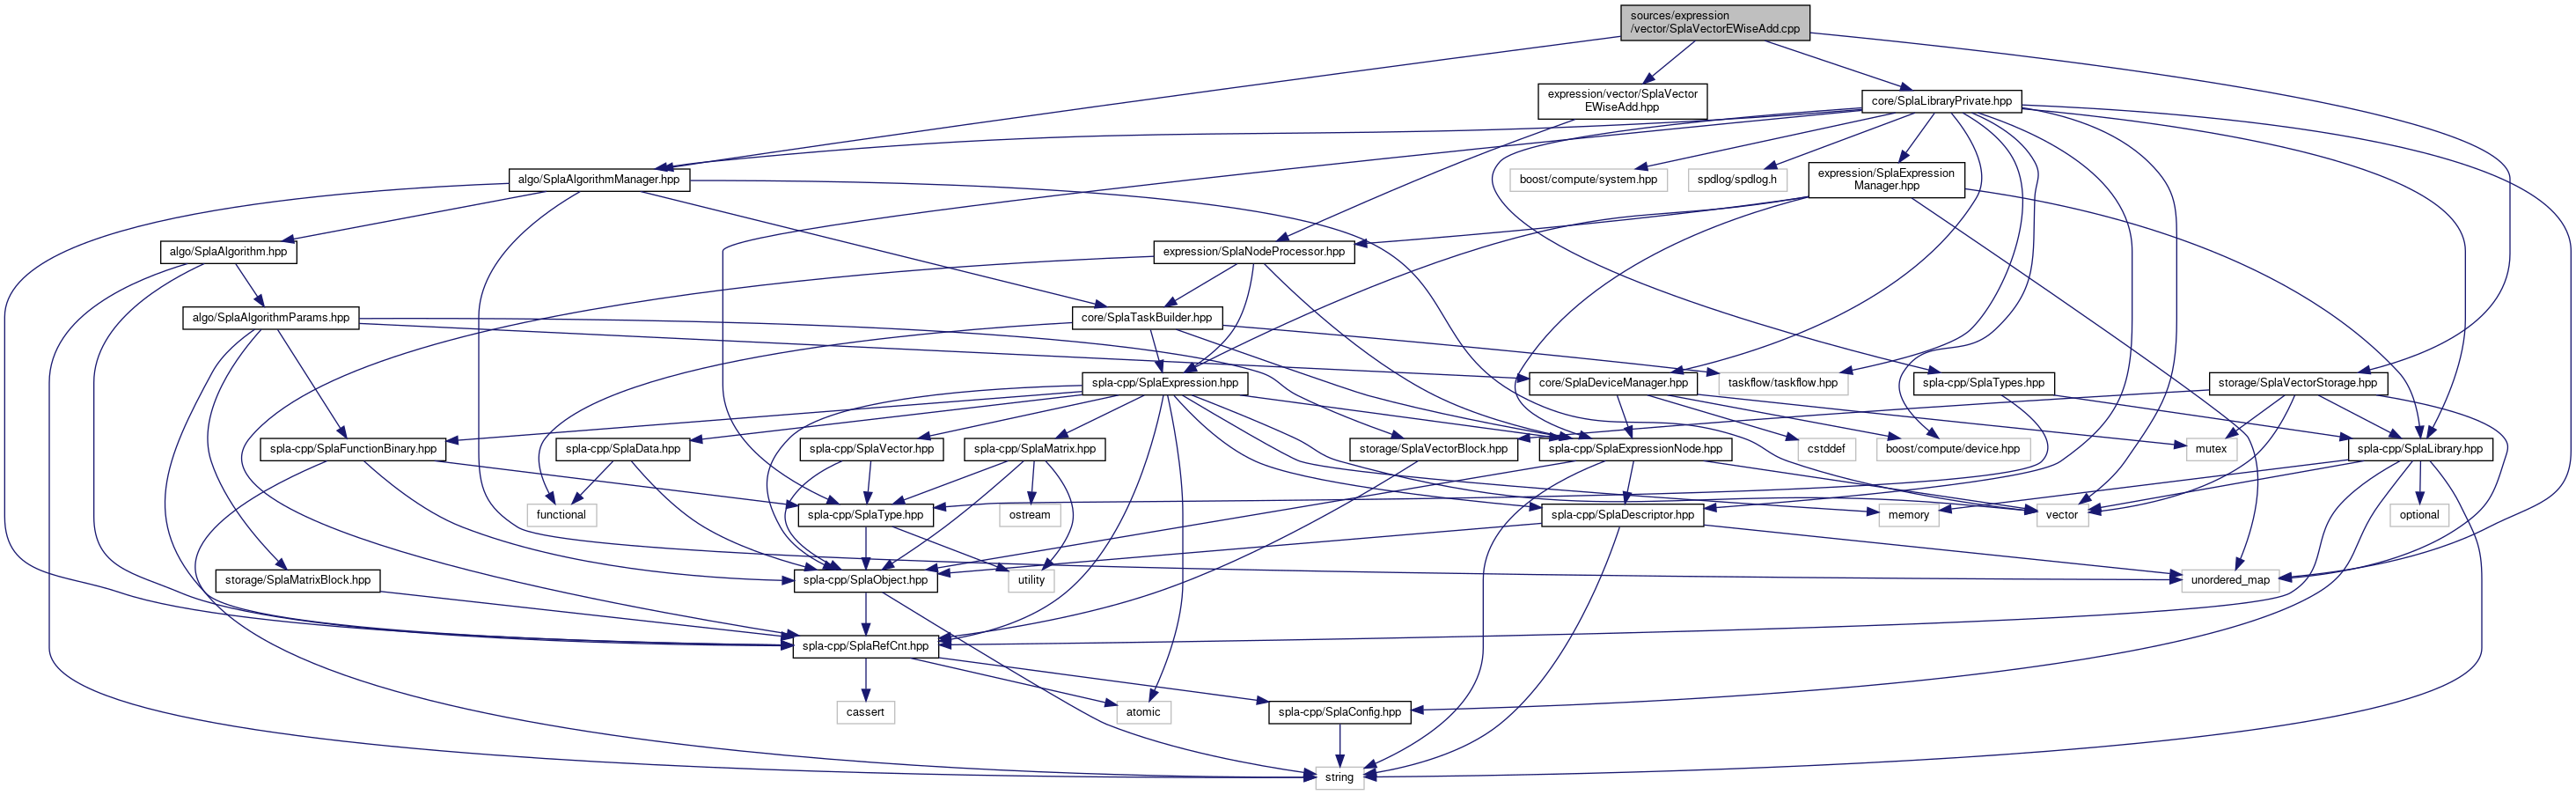 sources/expression
/vector/SplaVectorEWiseAdd.cpp
expression/vector/SplaVector
EWiseAdd.hpp
core/SplaLibraryPrivate.hpp
algo/SplaAlgorithmManager.hpp
boost/compute/system.hpp
spdlog/spdlog.h
expression/SplaExpression
Manager.hpp
algo/SplaAlgorithm.hpp
expression/SplaNodeProcessor.hpp
algo/SplaAlgorithmParams.hpp
core/SplaTaskBuilder.hpp
spla-cpp/SplaExpression.hpp
core/SplaDeviceManager.hpp
taskflow/taskflow.hpp
spla-cpp/SplaTypes.hpp
storage/SplaVectorStorage.hpp
spla-cpp/SplaFunctionBinary.hpp
spla-cpp/SplaData.hpp
spla-cpp/SplaVector.hpp
spla-cpp/SplaMatrix.hpp
storage/SplaVectorBlock.hpp
spla-cpp/SplaExpressionNode.hpp
cstddef
boost/compute/device.hpp
mutex
spla-cpp/SplaLibrary.hpp
functional
spla-cpp/SplaType.hpp
ostream
spla-cpp/SplaDescriptor.hpp
memory
vector
optional
storage/SplaMatrixBlock.hpp
spla-cpp/SplaObject.hpp
utility
unordered_map
spla-cpp/SplaRefCnt.hpp
cassert
atomic
spla-cpp/SplaConfig.hpp
string